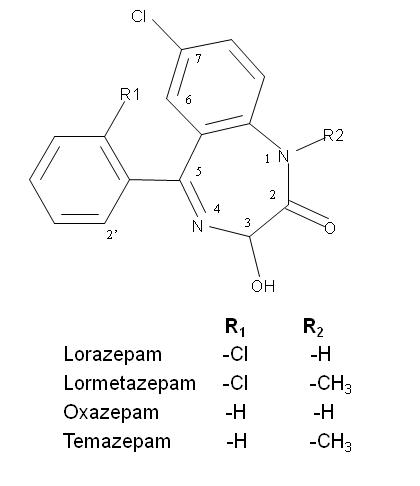 Cl
7
R1
6
R2
1 N
5
2
4
3
N
O
2’
OH
R1 R2
Lorazepam -Cl -H
Lormetazepam -Cl -CH3
Oxazepam -H -H
Temazepam -H -CH3